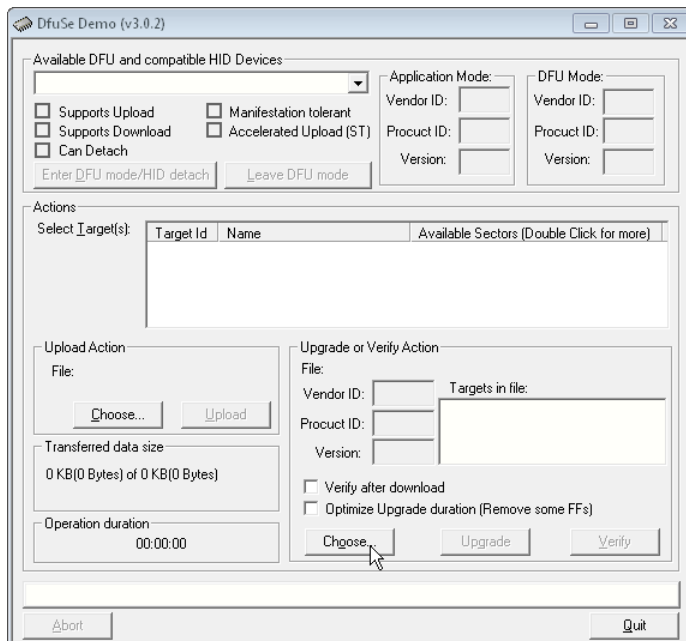 DfuSe Demo (v3.0.2)
Available DFU and compatible HID Devices
Supports Upload
Manifestation tolerant
Supports Download
Accelerated Upload (ST)
Can Detach
Enter DFU mode/HID detach
Leave DFU mode
Application Mode:
Vendor ID:
Procuct ID:
Version:
DFU Mode:
Vendor ID:
Procuct ID:
Version:
Actions
Select Target(s):
Target Id Name Available Sectors (Double Click for more)
Upload Action
File:
Choose... Upload
Transferred data size
0 KB(0 Bytes) of 0 KB(0 Bytes)
Operation duration
00:00:00
Upgrade or Verify Action
File:
Vendor ID:
Procuct ID:
Version:
Targets in file:
Verify after download
Optimize Upgrade duration (Remove some FFs)
Choose... Upgrade Verify
Abort Quit